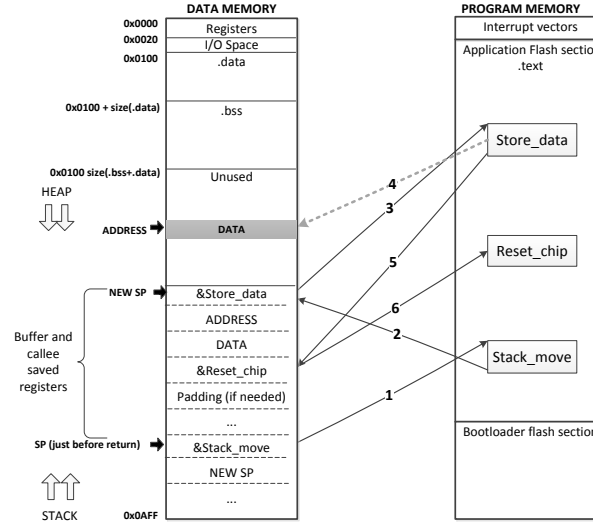 DATA MEMORY
PROGRAM MEMORY
0x0000
Registers
Interrupt vectors
0x0020
I/O Space
Application Flash sectio
0x0100
.data
.text
0x0100 + size(.data)
.bss
Store_data
0x0100 size(.bss+.data)
Unused
HEAP
4
3
ADDRESS
DATA
5
Reset_chip
NEW SP
&Store_data
6
ADDRESS
2
Buffer and
callee
saved
registers
DATA
Stack_move
&Reset_chip
Padding (if needed)
1
...
Bootloader flash section
SP (just before return)
&Stack_move
NEW SP
...
STACK
0x0AFF